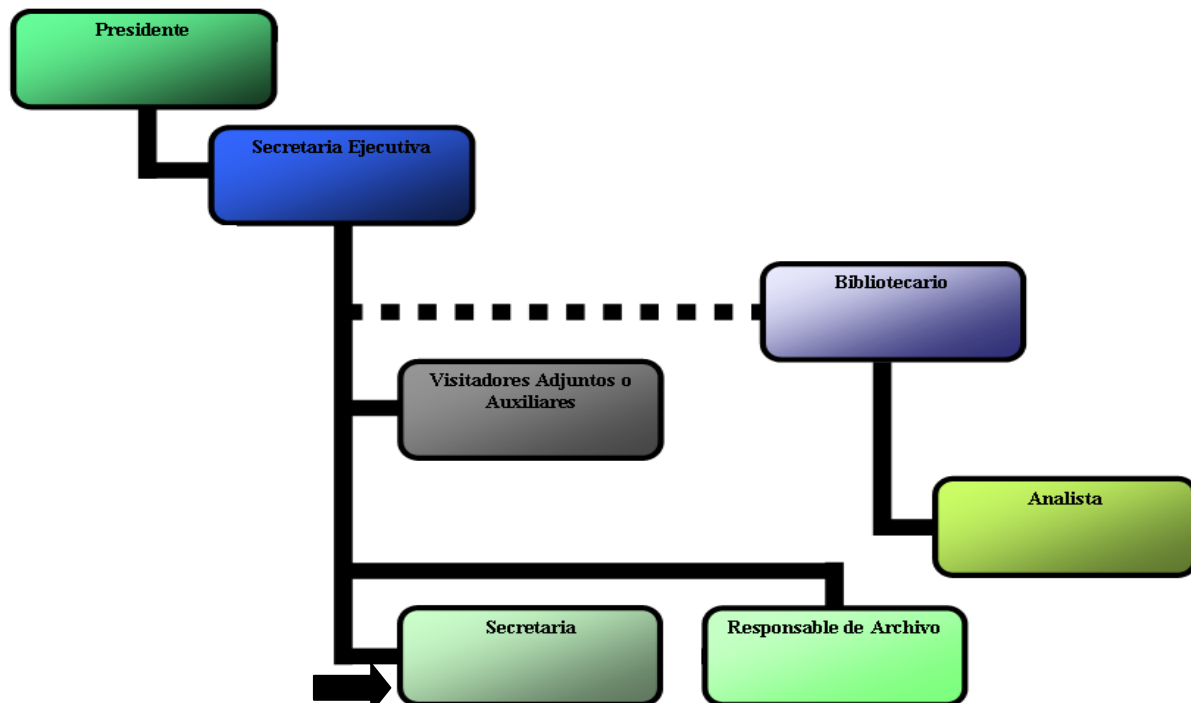 Presidente
Secretaria Ejecutiva
Bibliotecario
Visitadores Adjuntos o
Auxiliares
Analista
Secretaria
Responsable de Archivo